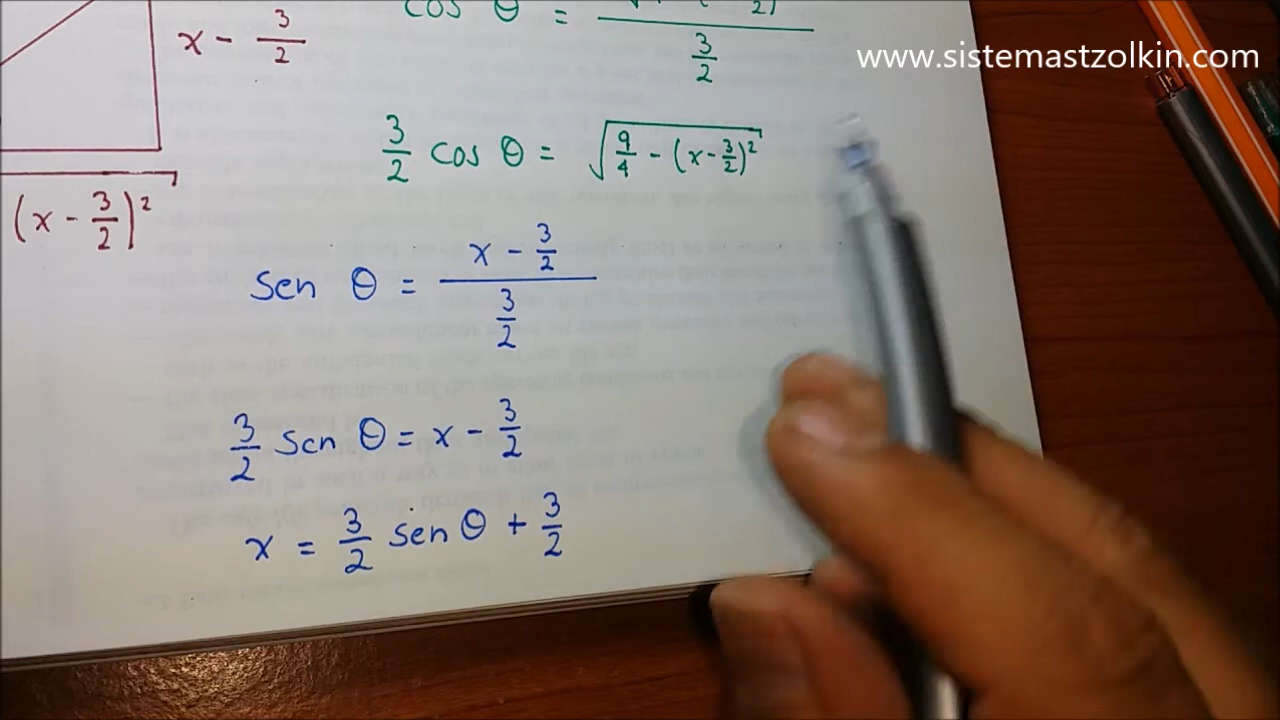 www.sistemastzolkin.com
x - 3/2
cos θ = 3/2
3/2 cos θ = √(9/4 - (x - 3/2)²)
(x - 3/2)²
sen θ = (x - 3/2)/(3/2)
3/2 sen θ = x - 3/2
x = 3/2 sen θ + 3/2